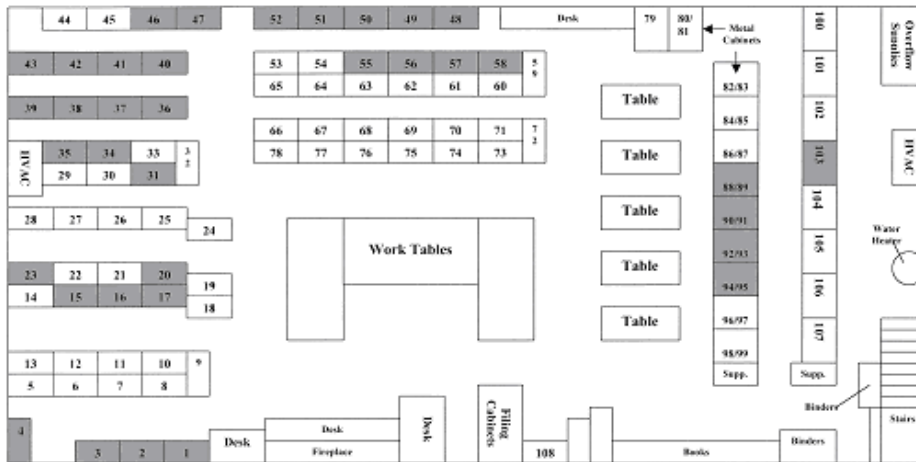 44 45 46 47
52 51 50 49 48
Desk
79
80/
81
Metal
Cabinets
100
Overflow
Supplies
43 42 41 40
53 54 55 56 57 58 59
65 64 63 62 61 60
82/83
101
39 38 37 36
Table
84/85
102
66 67 68 69 70 71 72
78 77 76 75 74 73
HVAC
35 34 33 32
29 30 31
Table
86/87
103
HVAC
88/89
28 27 26 25
24
Table
90/91
104
Water
Heater
Work Tables
92/93
105
23 22 21 20
19
14 15 16 17
18
Table
94/95
106
Table
96/97
107
98/99
13 12 11 10 9
5 6 7 8
Supp.
Supp.
Binders
4
3 2 1
Desk
Desk
Fireplace
Desk
Filing
Cabinets
108
Books
Binders
Stairs